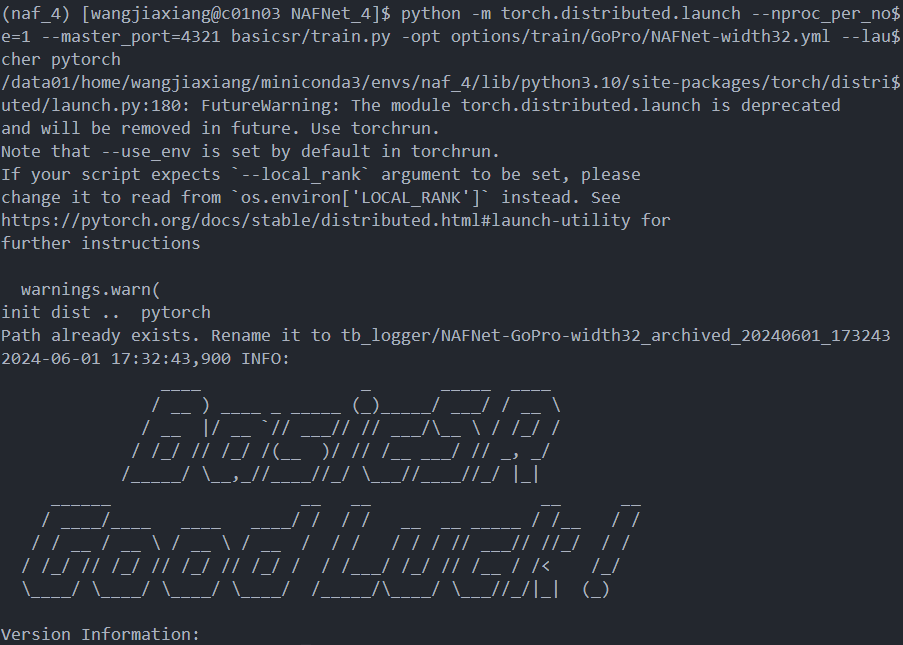 (naf_4) [wangjiaxiang@c01n03 NAFNet_4]$ python -m torch.distributed.launch --nproc_per_no$
e=1 --master_port=4321 basicsr/train.py -opt options/train/GoPro/NAFNet-width32.yml --lau$
cher pytorch
/data01/home/wangjiaxiang/miniconda3/envs/naf_4/lib/python3.10/site-packages/torch/distri$
uted/launch.py:180: FutureWarning: The module torch.distributed.launch is deprecated
and will be removed in future. Use torchrun.
Note that --use_env is set by default in torchrun.
If your script expects `--local_rank` argument to be set, please
change it to read from `os.environ['LOCAL_RANK']` instead. See
https://pytorch.org/docs/stable/distributed.html#launch-utility for
further instructions
warnings.warn(
init dist .. pytorch
Path already exists. Rename it to tb_logger/NAFNet-GoPro-width32_archived_20240601_173243
2024-06-01 17:32:43,900 INFO:
BasicSR
Good Luck!
Version Information: